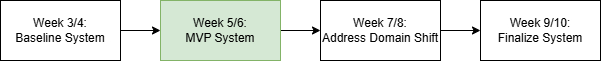 Week 3/4:
Baseline System
Week 5/6:
MVP System
Week 7/8:
Address Domain Shift
Week 9/10:
Finalize System